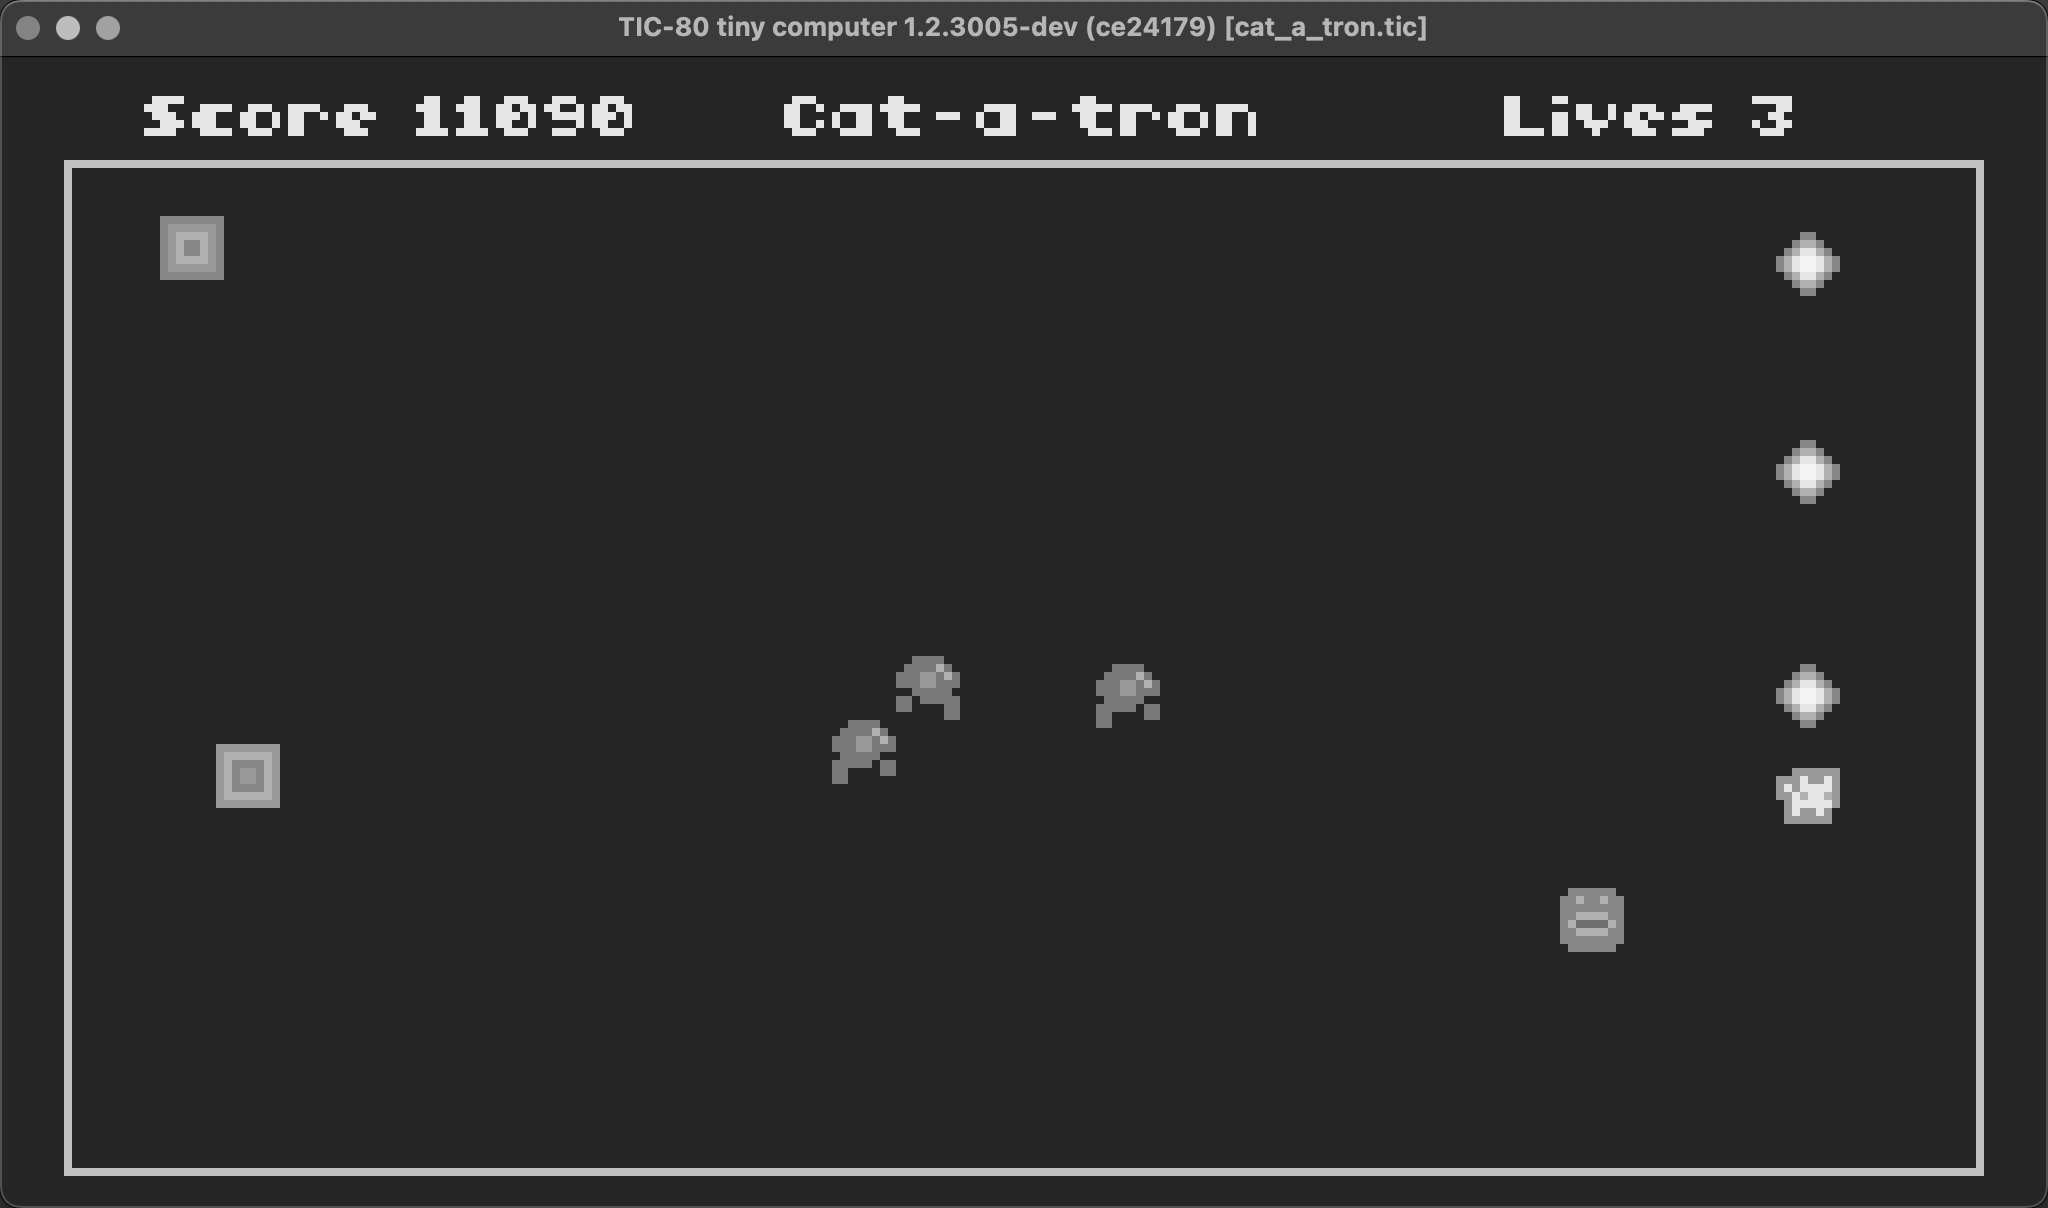 TIC-80 tiny computer 1.2.3005-dev (ce24179) [cat_a_tron.tic]
Score 11090 Cat-a-tron Lives 3